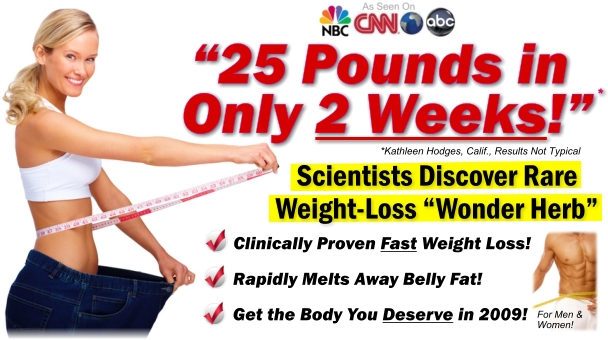 As Seen On
NBC CNN abc
“25 Pounds in
Only 2 Weeks!”*
*Kathleen Hodges, Calif., Results Not Typical
Scientists Discover Rare
Weight-Loss “Wonder Herb”
Clinically Proven Fast Weight Loss!
Rapidly Melts Away Belly Fat!
Get the Body You Deserve in 2009!
For Men &
Women!